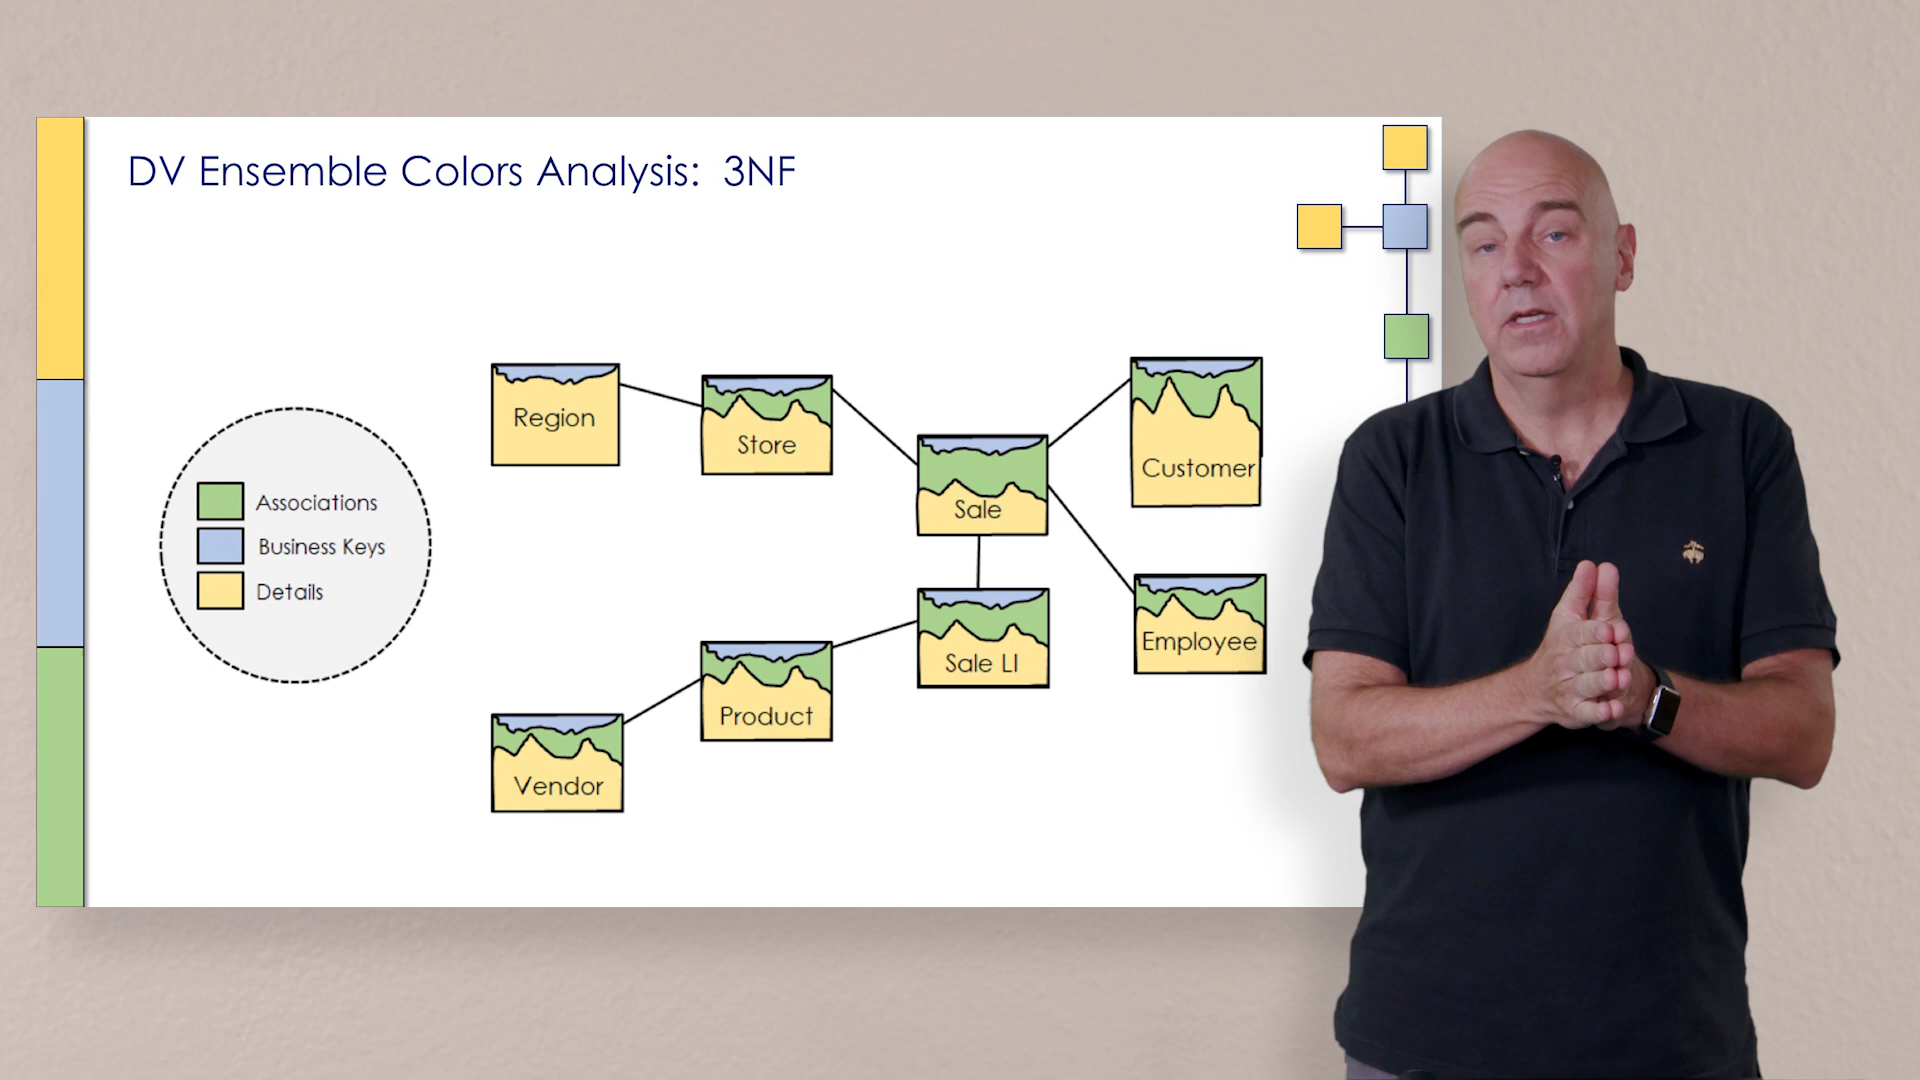 DV Ensemble Colors Analysis: 3NF
Associations
Business Keys
Details
Region
Store
Sale
Customer
Employee
Sale LI
Product
Vendor